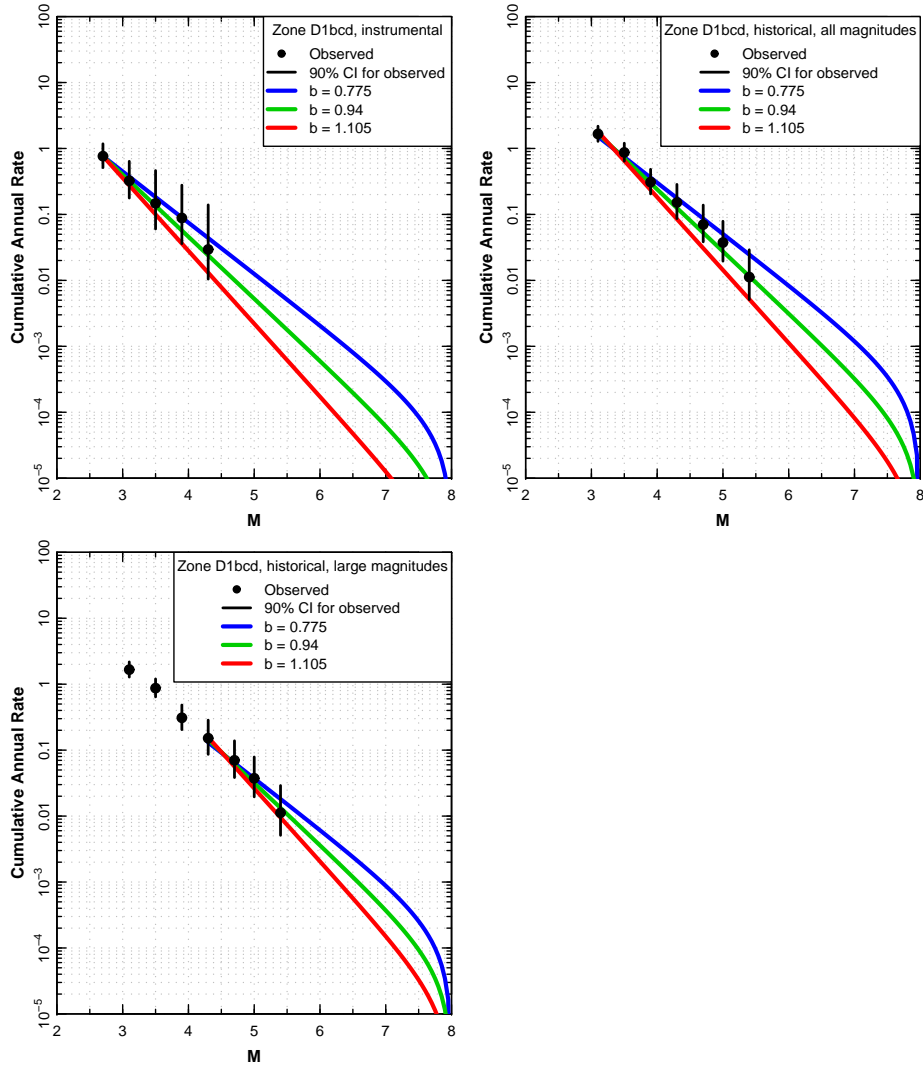 Zone D1bcd, instrumental
Observed
90% CI for observed
b = 0.775
b = 0.94
b = 1.105
Cumulative Annual Rate
100
10
1
0.1
0.01
10⁻³
10⁻⁴
10⁻⁵
2 3 4 5 6 7 8
M
Zone D1bcd, historical, all magnitudes
Observed
90% CI for observed
b = 0.775
b = 0.94
b = 1.105
Cumulative Annual Rate
100
10
1
0.1
0.01
10⁻³
10⁻⁴
10⁻⁵
2 3 4 5 6 7 8
M
Zone D1bcd, historical, large magnitudes
Observed
90% CI for observed
b = 0.775
b = 0.94
b = 1.105
Cumulative Annual Rate
100
10
1
0.1
0.01
10⁻³
10⁻⁴
10⁻⁵
2 3 4 5 6 7 8
M